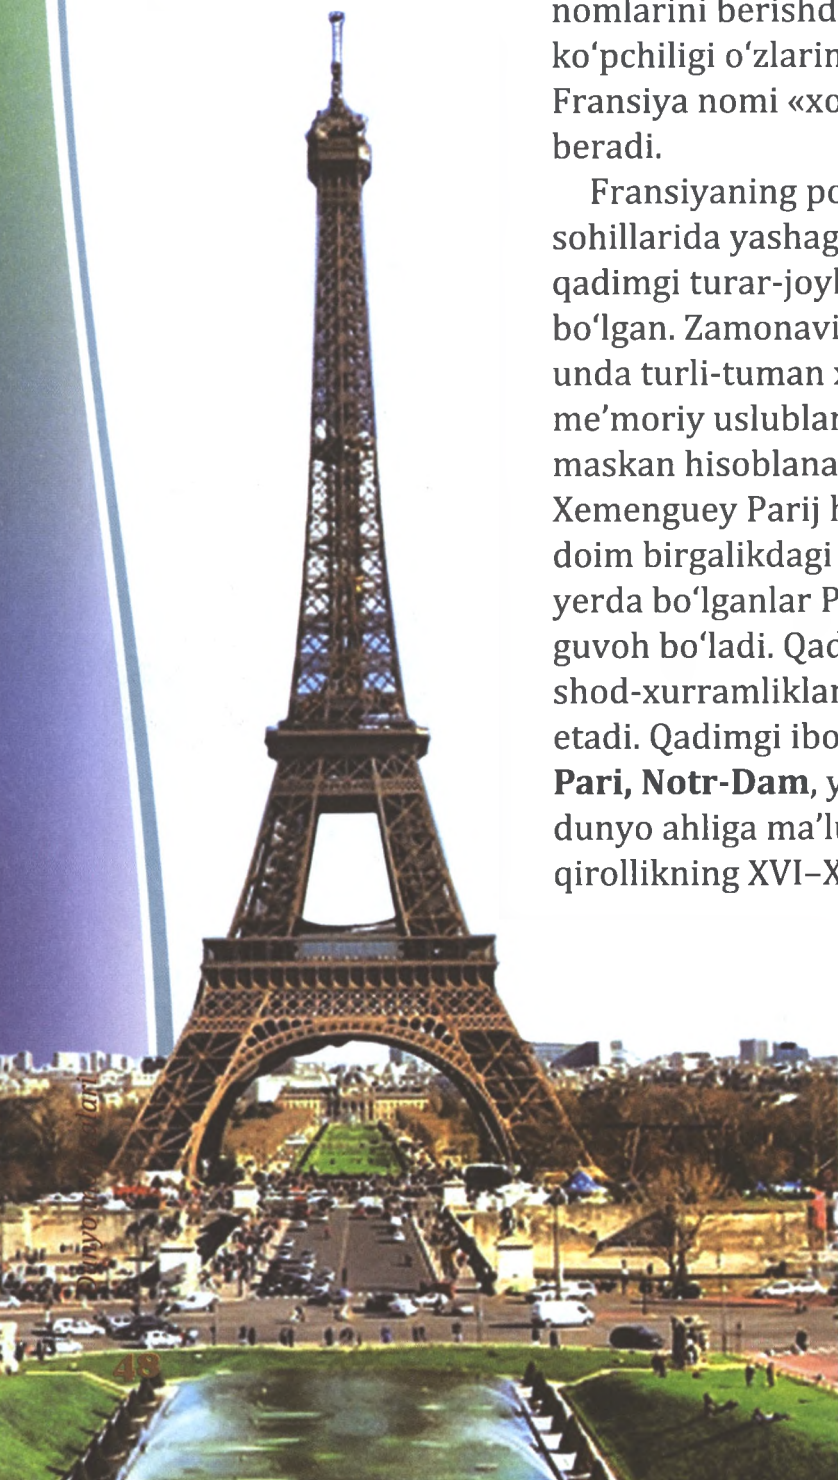 nomlarini berishd
ko‘pchiligi o‘zlarin
Fransiya nomi «xo
beradi.
Fransiyaning po
sohillarida yashag
qadimgi turar-joyl
bo‘lgan. Zamonavi
unda turli-tuman
me’moriy uslublar
maskan hisoblana
Xemenguey Parij h
doim birgalikdagi
yerda bo‘lganlar P
guvoh bo‘ladi. Qad
shod-xurramliklar
etadi. Qadimgi ibo
Pari, Notr-Dam, y
dunyo ahliga ma’lu
qirollikning XVI–X
Dunyo
48